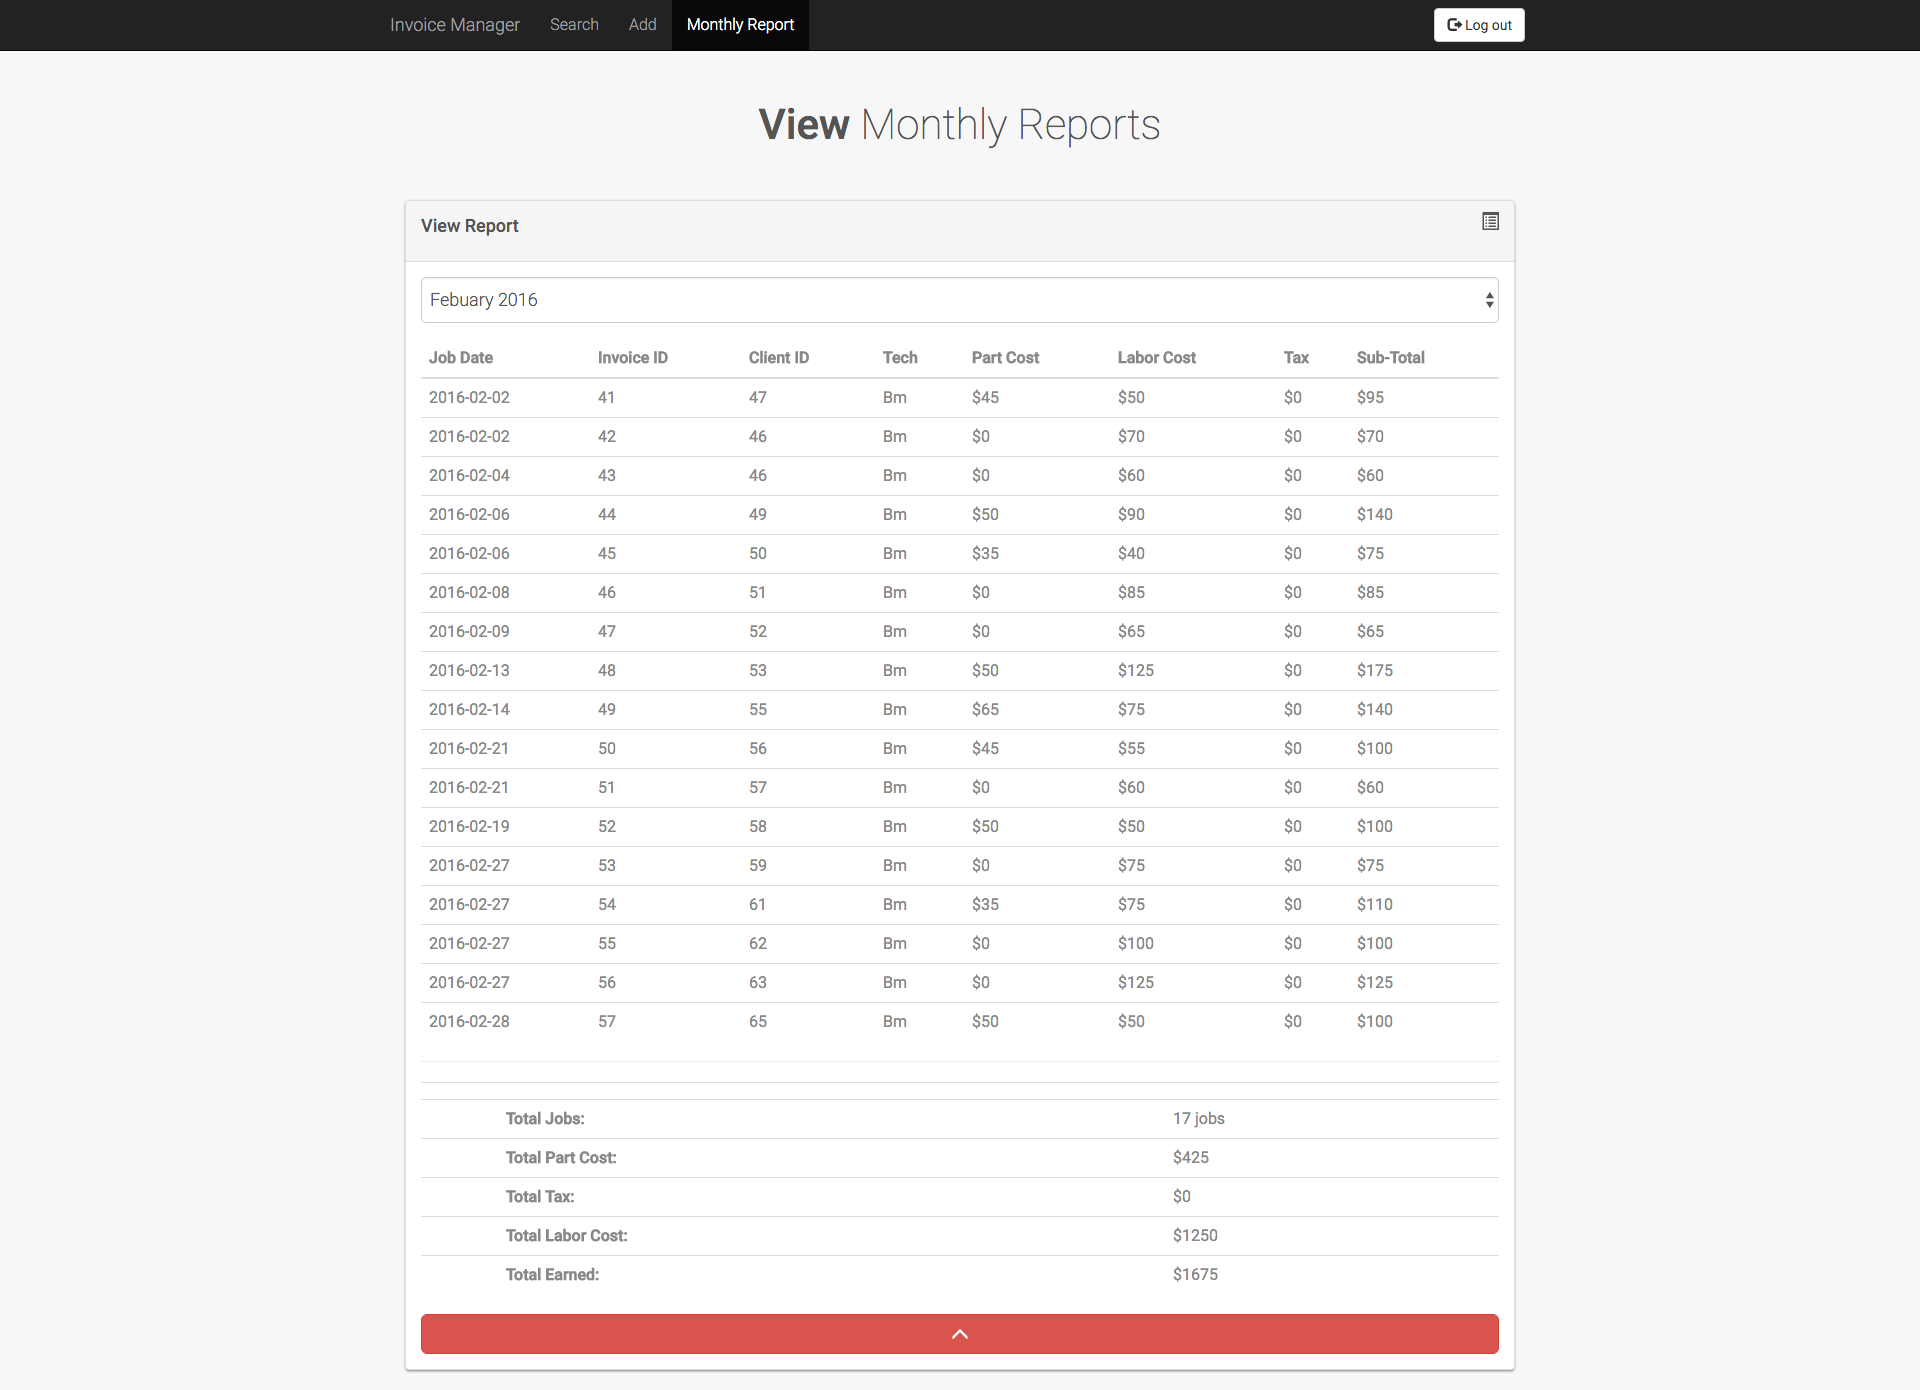 Invoice Manager Search Add Monthly Report Log out
View Monthly Reports
View Report
Febuary 2016
Job Date Invoice ID Client ID Tech Part Cost Labor Cost Tax Sub-Total
2016-02-02 41 47 Bm $45 $50 $0 $95
2016-02-02 42 46 Bm $0 $70 $0 $70
2016-02-04 43 46 Bm $0 $60 $0 $60
2016-02-06 44 49 Bm $50 $90 $0 $140
2016-02-06 45 50 Bm $35 $40 $0 $75
2016-02-08 46 51 Bm $0 $85 $0 $85
2016-02-09 47 52 Bm $0 $65 $0 $65
2016-02-13 48 53 Bm $50 $125 $0 $175
2016-02-14 49 55 Bm $65 $75 $0 $140
2016-02-21 50 56 Bm $45 $55 $0 $100
2016-02-21 51 57 Bm $0 $60 $0 $60
2016-02-19 52 58 Bm $50 $50 $0 $100
2016-02-27 53 59 Bm $0 $75 $0 $75
2016-02-27 54 61 Bm $35 $75 $0 $110
2016-02-27 55 62 Bm $0 $100 $0 $100
2016-02-27 56 63 Bm $0 $125 $0 $125
2016-02-28 57 65 Bm $50 $50 $0 $100
Total Jobs: 17 jobs
Total Part Cost: $425
Total Tax: $0
Total Labor Cost: $1250
Total Earned: $1675